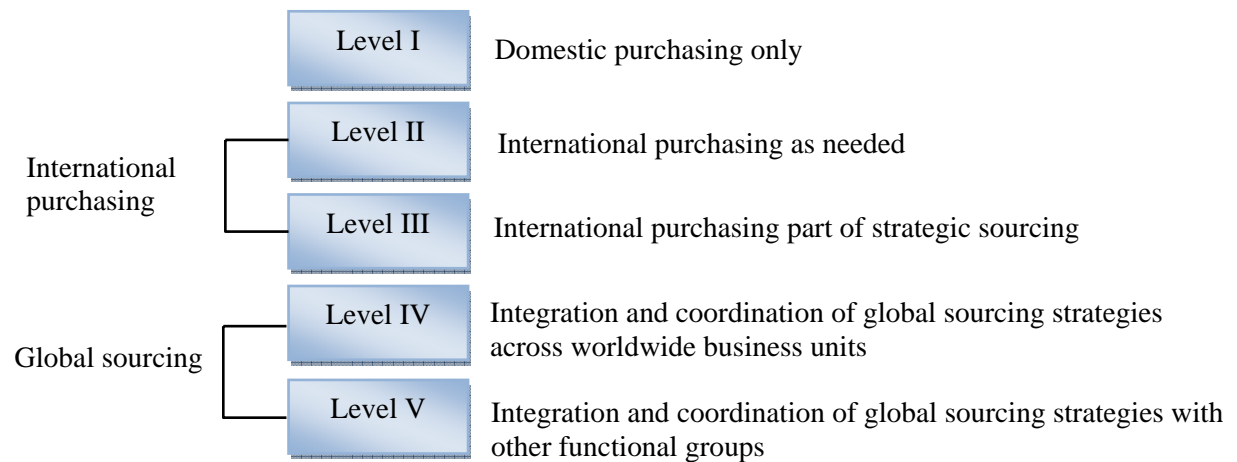 Level I
Domestic purchasing only
Level II
International purchasing as needed
International
purchasing
Level III
International purchasing part of strategic sourcing
Level IV
Integration and coordination of global sourcing strategies
across worldwide business units
Global sourcing
Level V
Integration and coordination of global sourcing strategies with
other functional groups